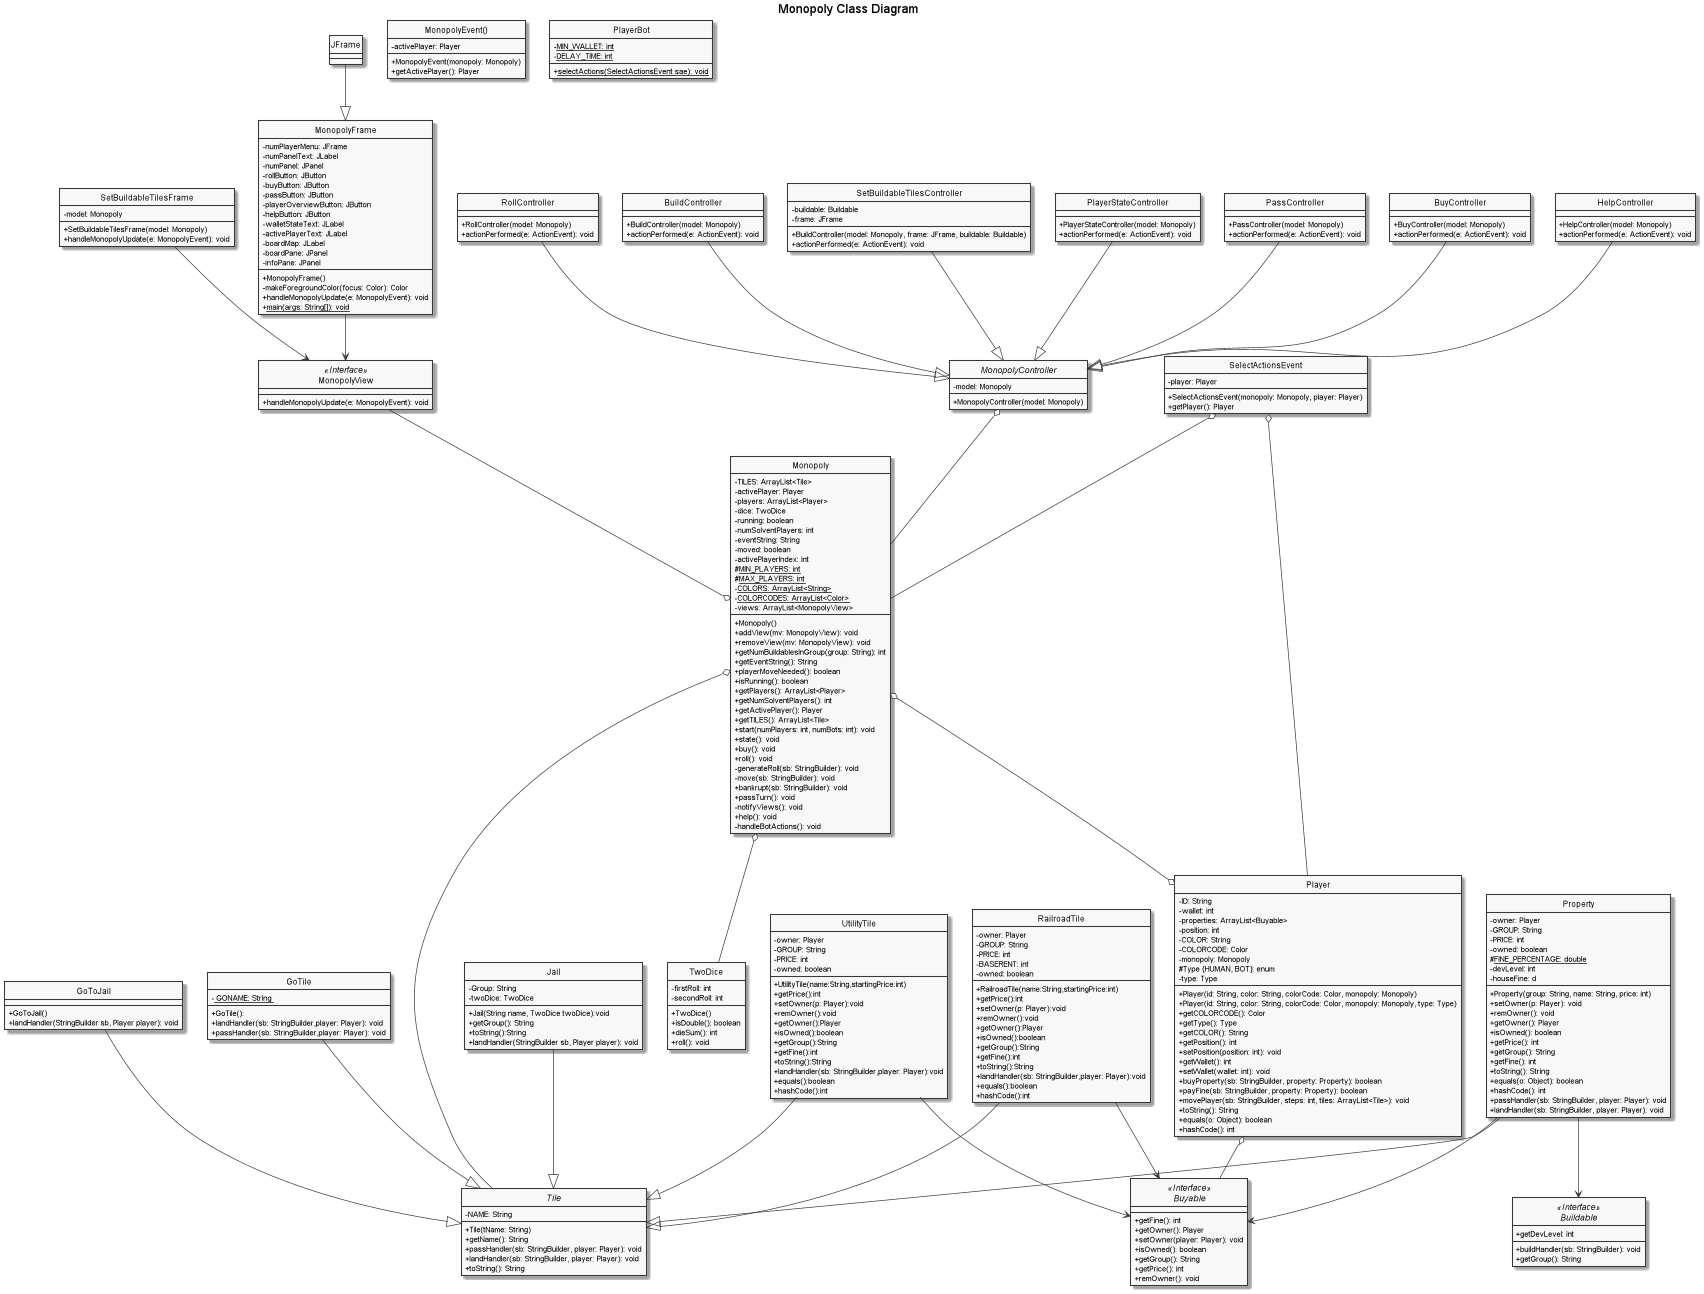 Monopoly Class Diagram
JFrame
MonopolyEvent()
-activePlayer: Player
+MonopolyEvent(monopoly: Monopoly)
+getActivePlayer(): Player
PlayerBot
-MIN_WALLET: int
-DELAY_TIME: int
+selectActions(SelectActionsEvent sae): void
MonopolyFrame
-numPlayerMenu: JFrame
-numPanelText: JLabel
-numPanel: JPanel
-rollButton: JButton
-buyButton: JButton
-passButton: JButton
-playerOverviewButton: JButton
-helpButton: JButton
-walletStateText: JLabel
-activePlayerText: JLabel
-boardMap: JLabel
-boardPane: JPanel
-infoPane: JPanel
+MonopolyFrame()
-makeForegroundColor(focus: Color): Color
+handleMonopolyUpdate(e: MonopolyEvent): void
+main(args: String[]): void
SetBuildableTilesFrame
-model: Monopoly
+SetBuildableTilesFrame(model: Monopoly)
+handleMonopolyUpdate(e: MonopolyEvent): void
RollController
+RollController(model: Monopoly)
+actionPerformed(e: ActionEvent): void
BuildController
+BuildController(model: Monopoly)
+actionPerformed(e: ActionEvent): void
SetBuildableTilesController
-buildable: Buildable
-frame: JFrame
+BuildController(model: Monopoly, frame: JFrame, buildable: Buildable)
+actionPerformed(e: ActionEvent): void
PlayerStateController
+PlayerStateController(model: Monopoly)
+actionPerformed(e: ActionEvent): void
PassController
+PassController(model: Monopoly)
+actionPerformed(e: ActionEvent): void
BuyController
+BuyController(model: Monopoly)
+actionPerformed(e: ActionEvent): void
HelpController
+HelpController(model: Monopoly)
+actionPerformed(e: ActionEvent): void
«Interface»
MonopolyView
+handleMonopolyUpdate(e: MonopolyEvent): void
MonopolyController
-model: Monopoly
+MonopolyController(model: Monopoly)
SelectActionsEvent
-player: Player
+SelectActionsEvent(monopoly: Monopoly, player: Player)
+getPlayer(): Player
Monopoly
-TILES: ArrayList<Tile>
-activePlayer: Player
-players: ArrayList<Player>
-dice: TwoDice
-running: boolean
-numSolventPlayers: int
-eventString: String
-moved: boolean
-activePlayerIndex: int
#MIN_PLAYERS: int
#MAX_PLAYERS: int
-COLORS: ArrayList<String>
-COLORCODES: ArrayList<Color>
-views: ArrayList<MonopolyView>
+Monopoly()
+addView(mv: MonopolyView): void
+removeView(mv: MonopolyView): void
+getNumBuildablesInGroup(group: String): int
+getEventString(): String
+playerMoveNeeded(): boolean
+isRunning(): boolean
+getPlayers(): ArrayList<Player>
+getNumSolventPlayers(): int
+getActivePlayer(): Player
+getTILES(): ArrayList<Tile>
+start(numPlayers: int, numBots: int): void
+state(): void
+buy(): void
+roll(): void
-generateRoll(sb: StringBuilder): void
-move(sb: StringBuilder): void
+bankrupt(sb: StringBuilder): void
+passTurn(): void
-notifyViews(): void
+help(): void
-handleBotActions(): void
GoToJail
+GoToJail()
+landHandler(StringBuilder sb, Player player): void
GoTile
- GONAME: String
+GoTile():
+landHandler(sb: StringBuilder,player: Player): void
+passHandler(sb: StringBuilder,player: Player): void
Jail
-Group: String
-twoDice: TwoDice
+Jail(String name, TwoDice twoDice):void
+getGroup(): String
+toString():String
+landHandler(StringBuilder sb, Player player): void
TwoDice
-firstRoll: int
-secondRoll: int
+TwoDice()
+isDouble(): boolean
+dieSum(): int
+roll(): void
UtilityTile
-owner: Player
-GROUP: String
-PRICE: int
-owned: boolean
+UtilityTile(name:String,startingPrice:int)
+getPrice():int
+setOwner(p: Player):void
+remOwner():void
+getOwner():Player
+isOwned():boolean
+getGroup():String
+getFine():int
+toString():String
+landHandler(sb: StringBuilder,player: Player):void
+equals():boolean
+hashCode():int
RailroadTile
-owner: Player
-GROUP: String
-PRICE: int
-BASERENT: int
-owned: boolean
+RailroadTile(name:String,startingPrice:int)
+getPrice():int
+setOwner(p: Player):void
+remOwner():void
+getOwner():Player
+isOwned():boolean
+getGroup():String
+getFine():int
+toString():String
+landHandler(sb: StringBuilder,player: Player):void
+equals():boolean
+hashCode():int
Player
-ID: String
-wallet: int
-properties: ArrayList<Buyable>
-position: int
-COLOR: String
-COLORCODE: Color
-monopoly: Monopoly
#Type {HUMAN, BOT}: enum
-type: Type
+Player(id: String, color: String, colorCode: Color, monopoly: Monopoly)
+Player(id: String, color: String, colorCode: Color, monopoly: Monopoly, type: Type)
+getCOLORCODE(): Color
+getType(): Type
+getCOLOR(): String
+getPosition(): int
+setPosition(position: int): void
+getWallet(): int
+setWallet(wallet: int): void
+buyProperty(sb: StringBuilder, property: Property): boolean
+payFine(sb: StringBuilder, property: Property): boolean
+movePlayer(sb: StringBuilder, steps: int, tiles: ArrayList<Tile>): void
+toString(): String
+equals(o: Object): boolean
+hashCode(): int
Property
-owner: Player
-GROUP: String
-PRICE: int
-owned: boolean
#FINE_PERCENTAGE: double
-devLevel: int
-houseFine: d
+Property(group: String, name: String, price: int)
+setOwner(p: Player): void
+remOwner(): void
+getOwner(): Player
+isOwned(): boolean
+getPrice(): int
+getGroup(): String
+getFine(): int
+toString(): String
+equals(o: Object): boolean
+hashCode(): int
+passHandler(sb: StringBuilder, player: Player): void
+landHandler(sb: StringBuilder, player: Player): void
Tile
-NAME: String
+Tile(tName: String)
+getName(): String
+passHandler(sb: StringBuilder, player: Player): void
+landHandler(sb: StringBuilder, player: Player): void
+toString(): String
«Interface»
Buyable
+getFine(): int
+getOwner(): Player
+setOwner(player: Player): void
+isOwned(): boolean
+getGroup(): String
+getPrice(): int
+remOwner(): void
«Interface»
Buildable
+getDevLevel: int
+buildHandler(sb: StringBuilder): void
+getGroup(): String